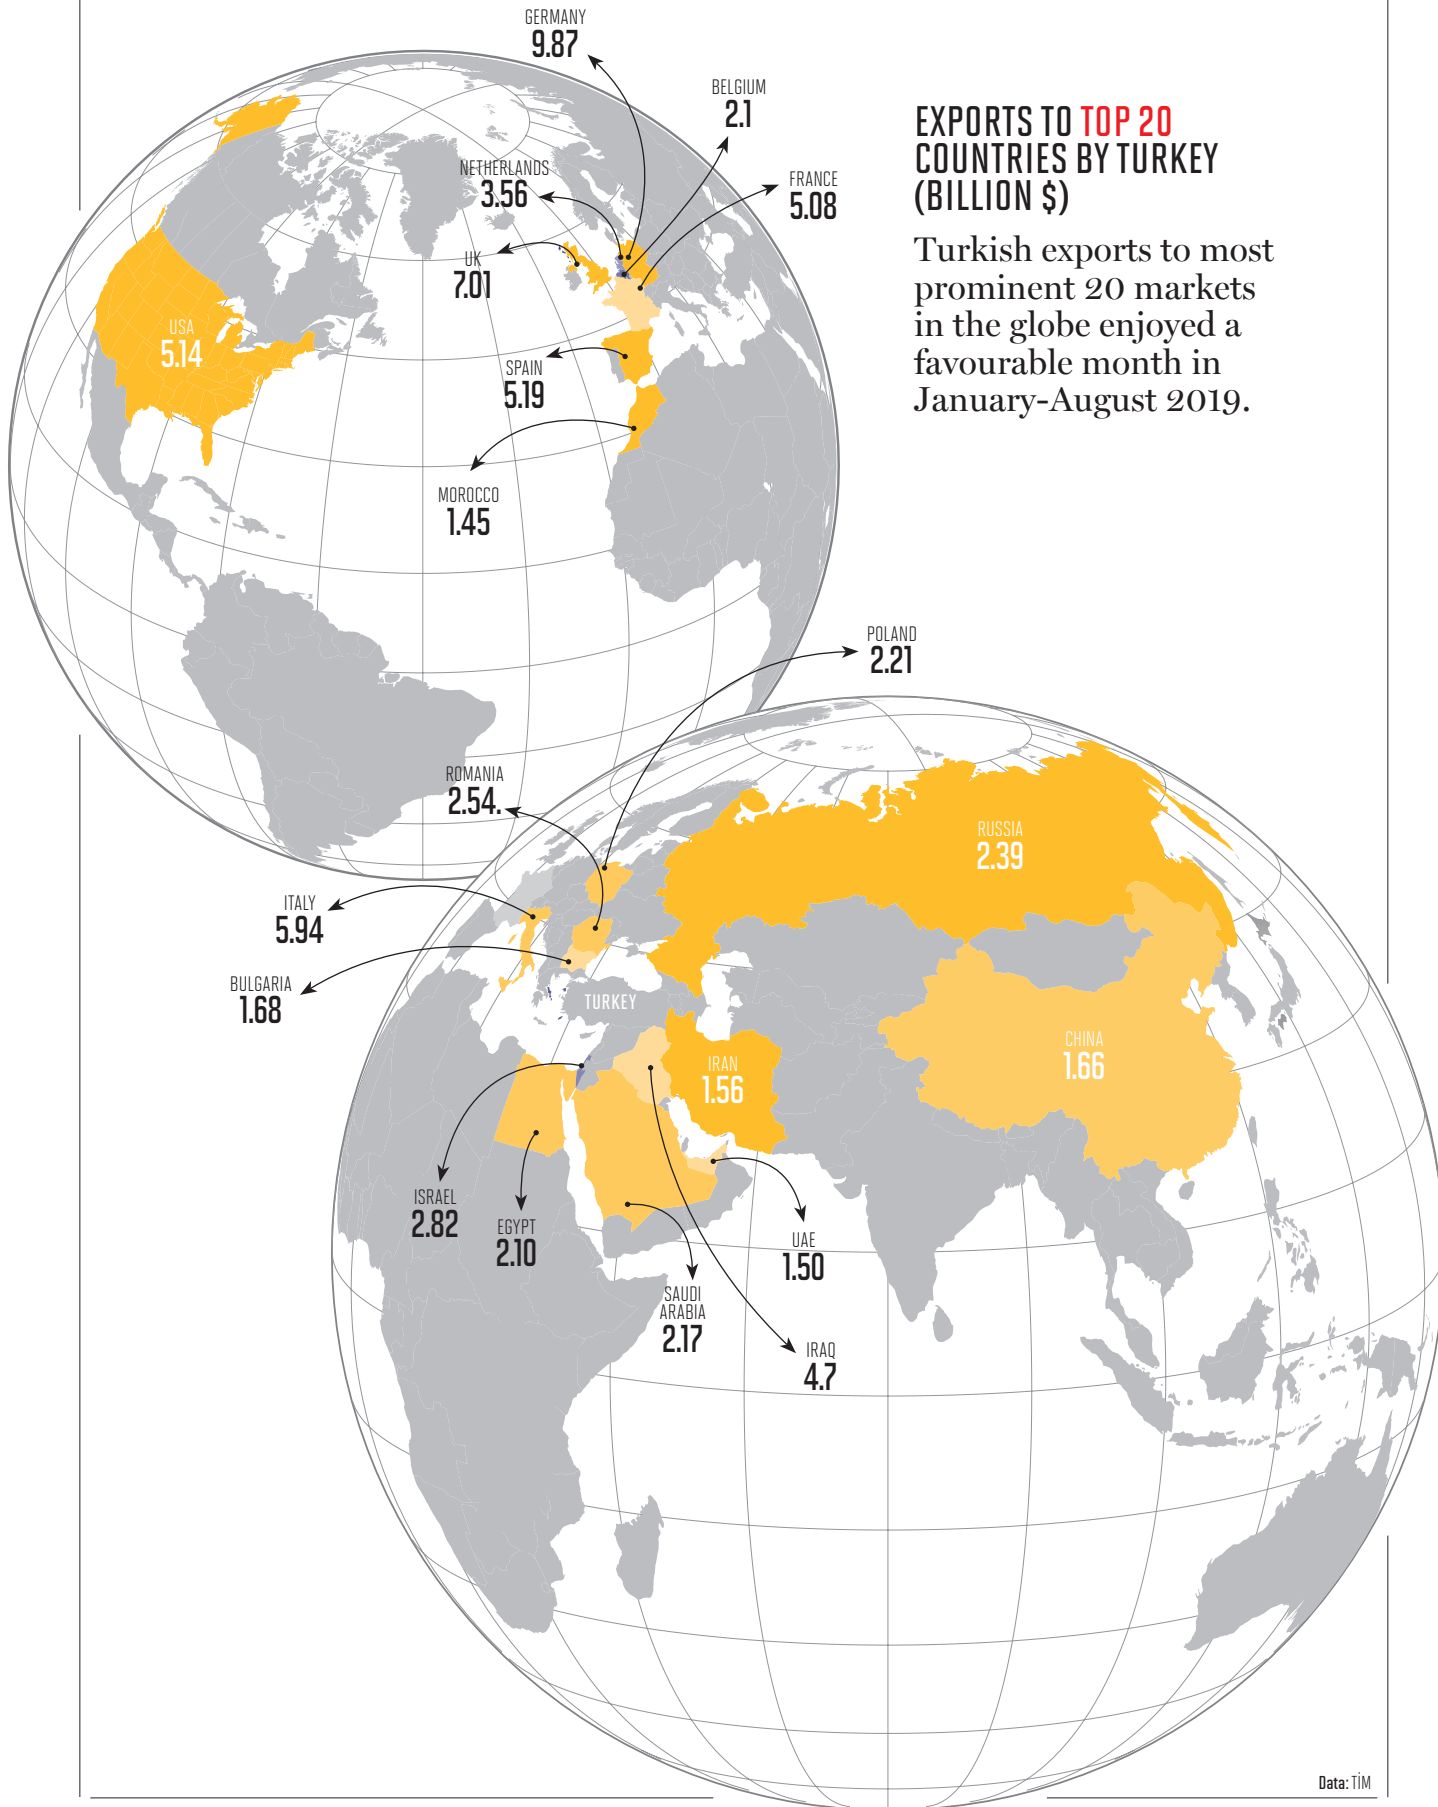 GERMANY
9.87
BELGIUM
2.1
NETHERLANDS
3.56
FRANCE
5.08
UK
7.01
USA
5.14
SPAIN
5.19
MOROCCO
1.45
EXPORTS TO TOP 20
COUNTRIES BY TURKEY
(BILLION $)
Turkish exports to most
prominent 20 markets
in the globe enjoyed a
favourable month in
January-August 2019.
POLAND
2.21
ROMANIA
2.54.
RUSSIA
2.39
ITALY
5.94
BULGARIA
1.68
TURKEY
CHINA
1.66
IRAN
1.56
ISRAEL
2.82
EGYPT
2.10
UAE
1.50
SAUDI
ARABIA
2.17
IRAQ
4.7
Data: TİM